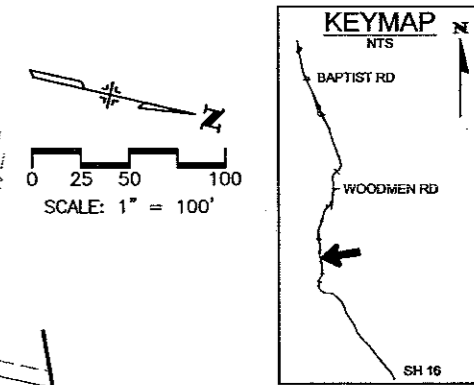 N
0 25 50 100
SCALE: 1" = 100'
KEYMAP
NTS
N
BAPTIST RD
WOODMEN RD
SH 16